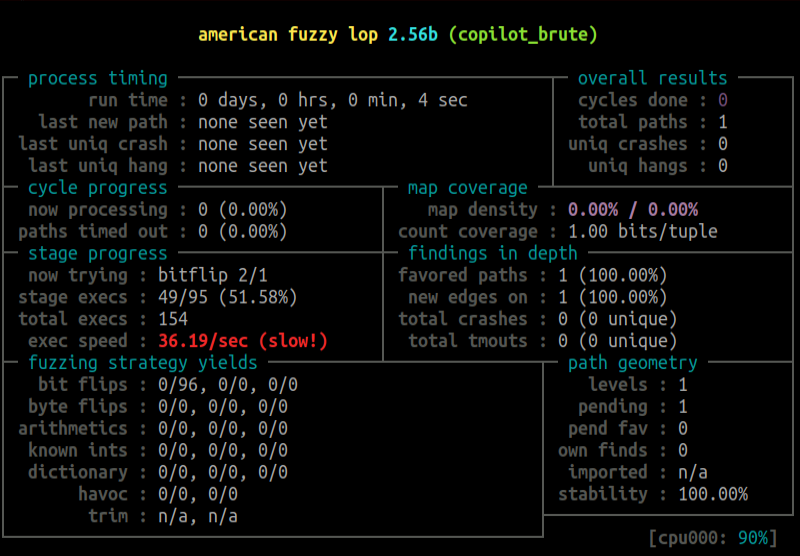 american fuzzy lop 2.56b (copilot_brute)
process timing
run time : 0 days, 0 hrs, 0 min, 4 sec
last new path : none seen yet
last uniq crash : none seen yet
last uniq hang : none seen yet
overall results
cycles done : 0
total paths : 1
uniq crashes : 0
uniq hangs : 0
cycle progress
now processing : 0 (0.00%)
paths timed out : 0 (0.00%)
map coverage
map density : 0.00% / 0.00%
count coverage : 1.00 bits/tuple
stage progress
now trying : bitflip 2/1
stage execs : 49/95 (51.58%)
total execs : 154
exec speed : 36.19/sec (slow!)
findings in depth
favored paths : 1 (100.00%)
new edges on : 1 (100.00%)
total crashes : 0 (0 unique)
total tmouts : 0 (0 unique)
fuzzing strategy yields
bit flips : 0/96, 0/0, 0/0
byte flips : 0/0, 0/0, 0/0
arithmetics : 0/0, 0/0, 0/0
known ints : 0/0, 0/0, 0/0
dictionary : 0/0, 0/0, 0/0
havoc : 0/0, 0/0
trim : n/a, n/a
path geometry
levels : 1
pending : 1
pend fav : 0
own finds : 0
imported : n/a
stability : 100.00%
[cpu000: 90%]